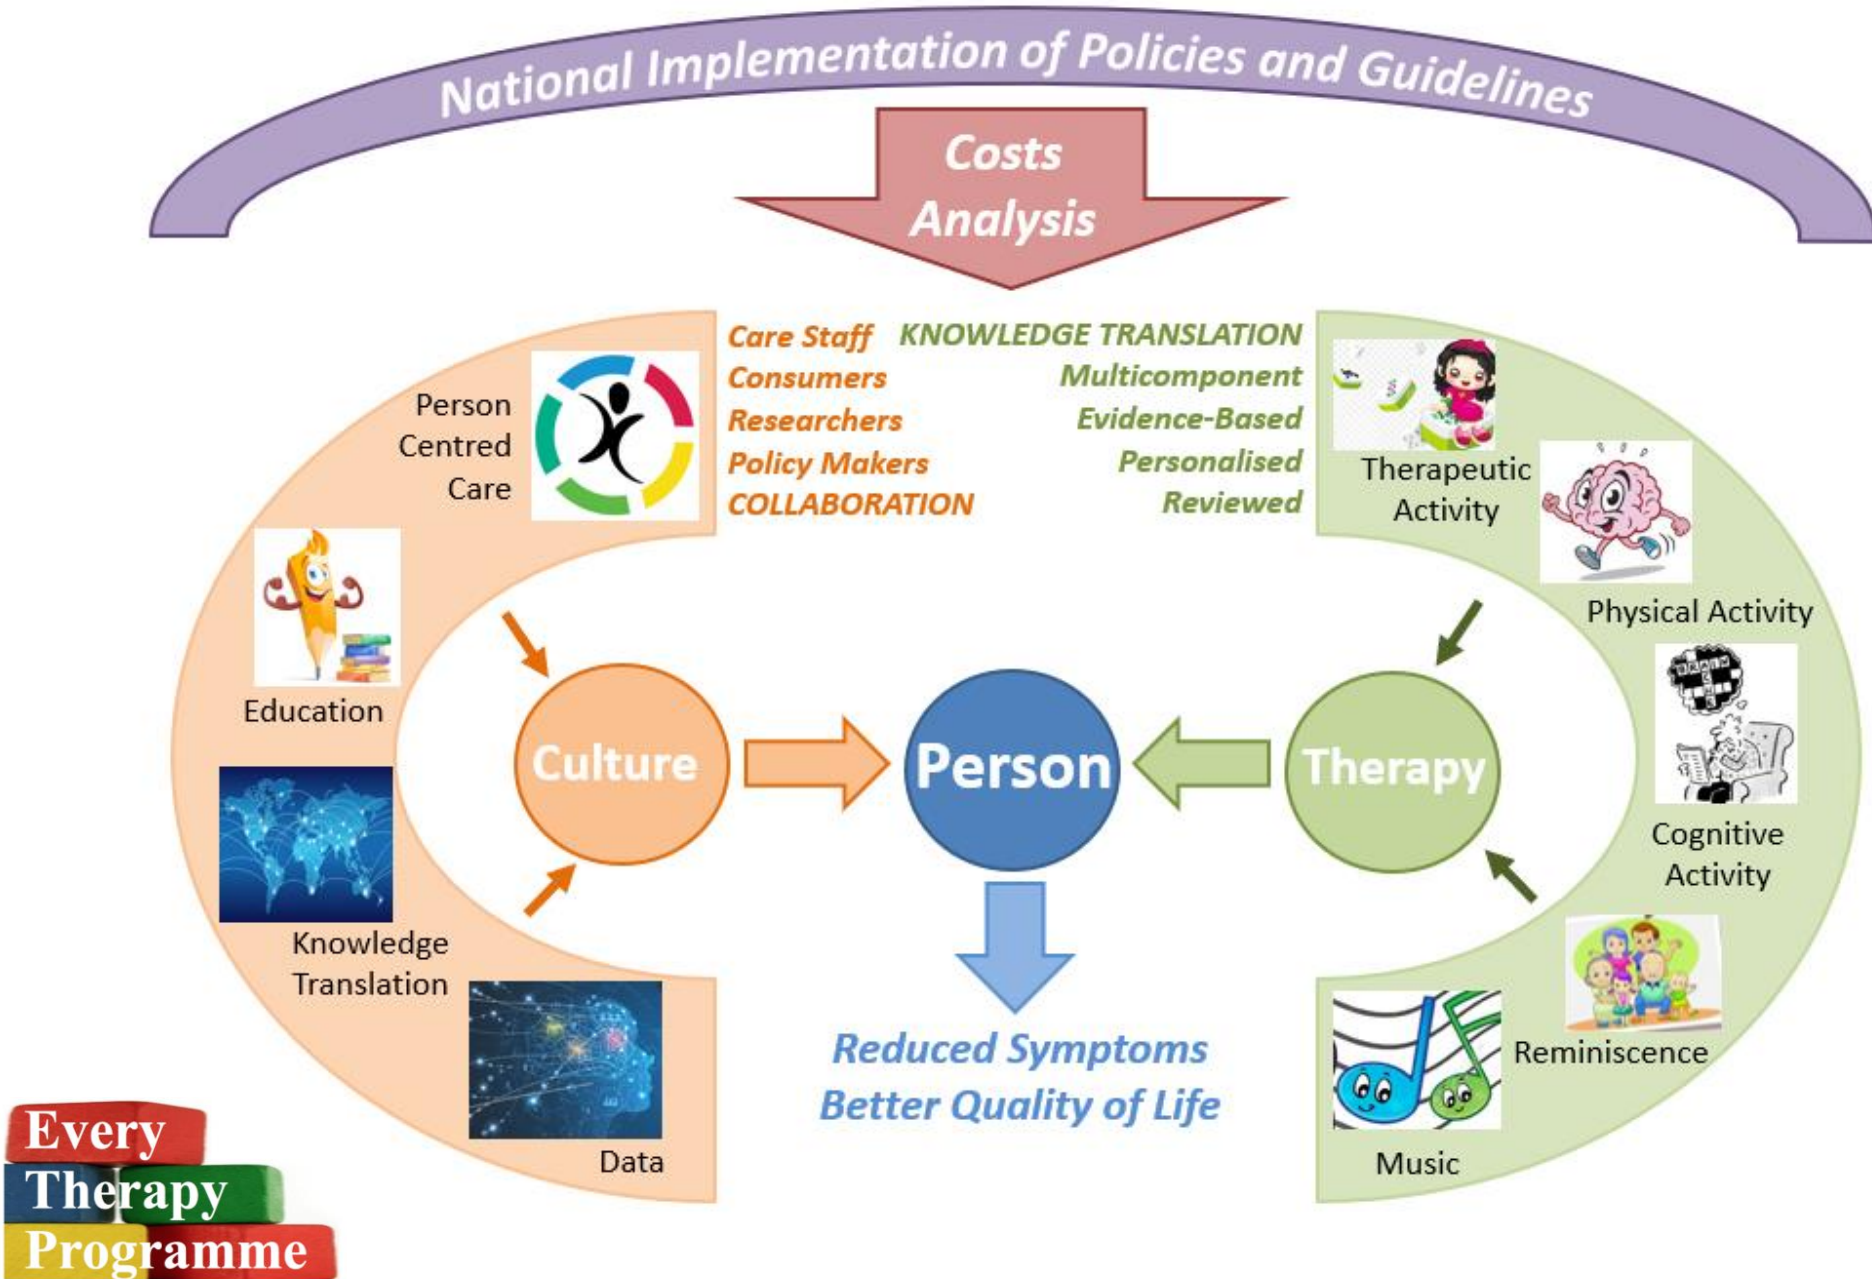 National Implementation of Policies and Guidelines
Costs
Analysis
Care Staff
Consumers
Researchers
Policy Makers
COLLABORATION
KNOWLEDGE TRANSLATION
Multicomponent
Evidence-Based
Personalised
Reviewed
Person
Centred
Care
Education
Knowledge
Translation
Data
Culture
Person
Therapy
Therapeutic
Activity
Physical Activity
BRAIN
Cognitive
Activity
Reminiscence
Music
Reduced Symptoms
Better Quality of Life
Every
Therapy
Programme